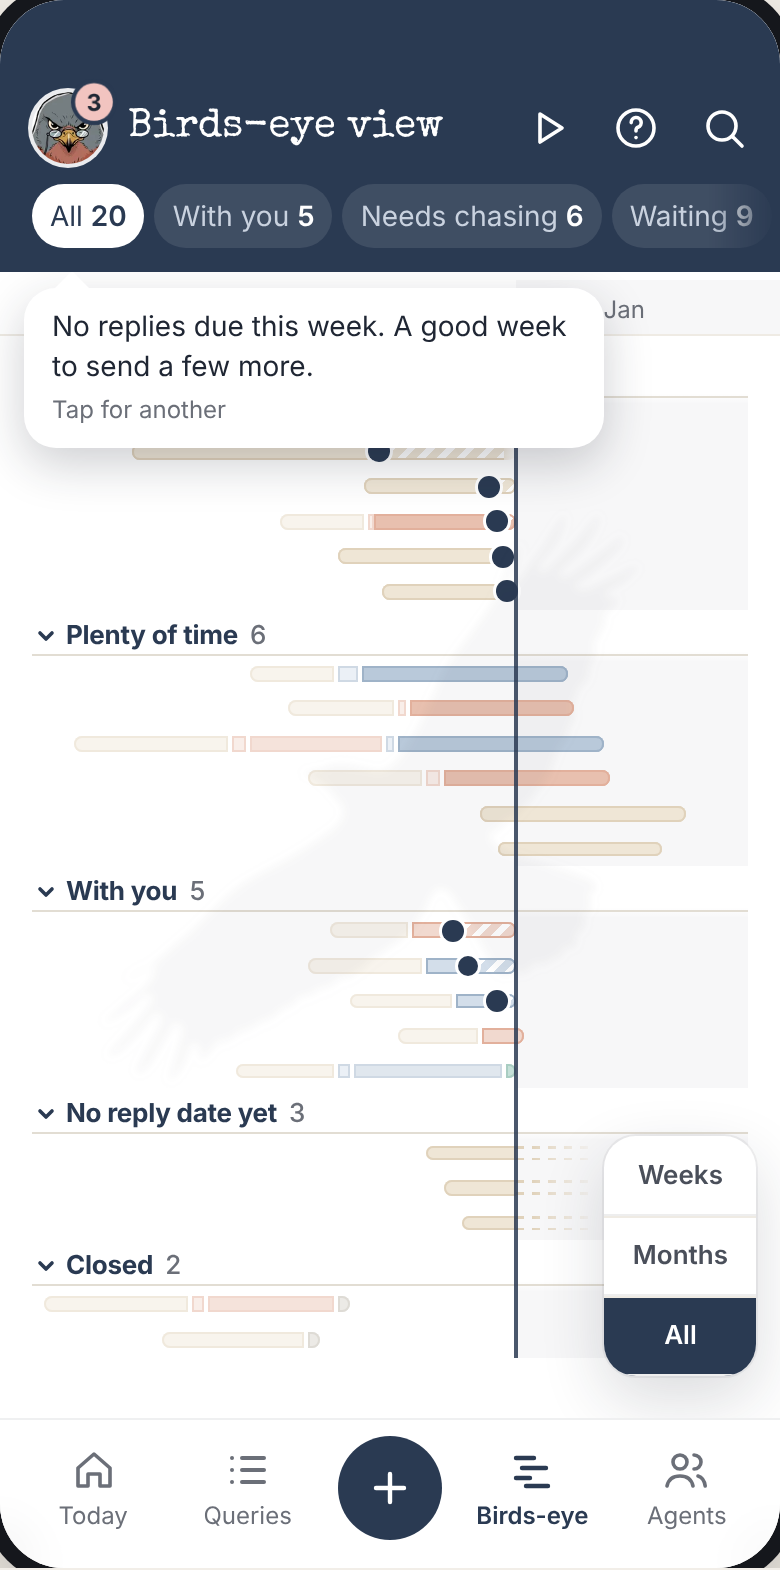 3
Birds-eye view
All 20
With you 5
Needs chasing 6
Waiting 9
No replies due this week. A good week
to send a few more.
Tap for another
Jan
Plenty of time 6
With you 5
No reply date yet 3
Closed 2
Weeks
Months
All
Today
Queries
Birds-eye
Agents